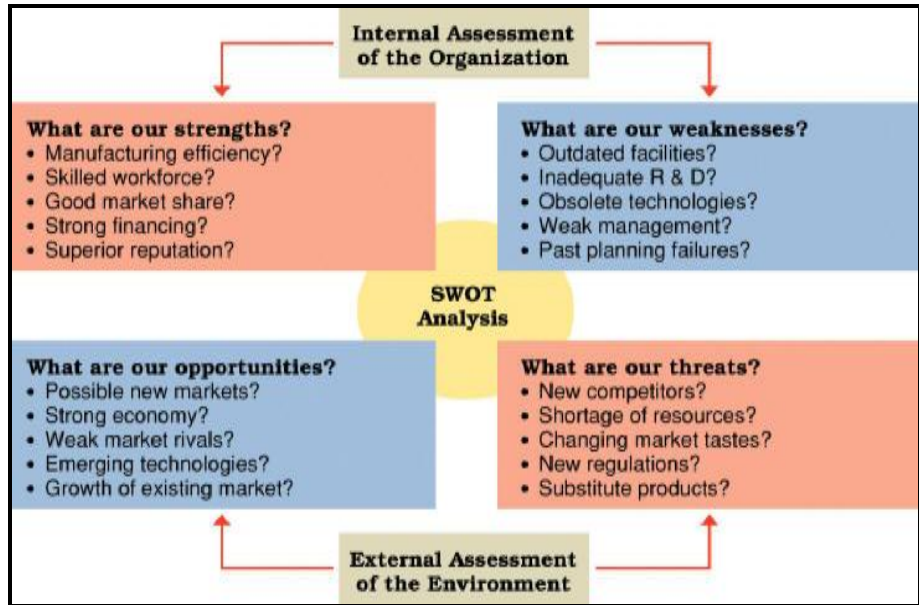 Internal Assessment
of the Organization
What are our strengths?
• Manufacturing efficiency?
• Skilled workforce?
• Good market share?
• Strong financing?
• Superior reputation?
What are our weaknesses?
• Outdated facilities?
• Inadequate R & D?
• Obsolete technologies?
• Weak management?
• Past planning failures?
SWOT
Analysis
What are our opportunities?
• Possible new markets?
• Strong economy?
• Weak market rivals?
• Emerging technologies?
• Growth of existing market?
What are our threats?
• New competitors?
• Shortage of resources?
• Changing market tastes?
• New regulations?
• Substitute products?
External Assessment
of the Environment